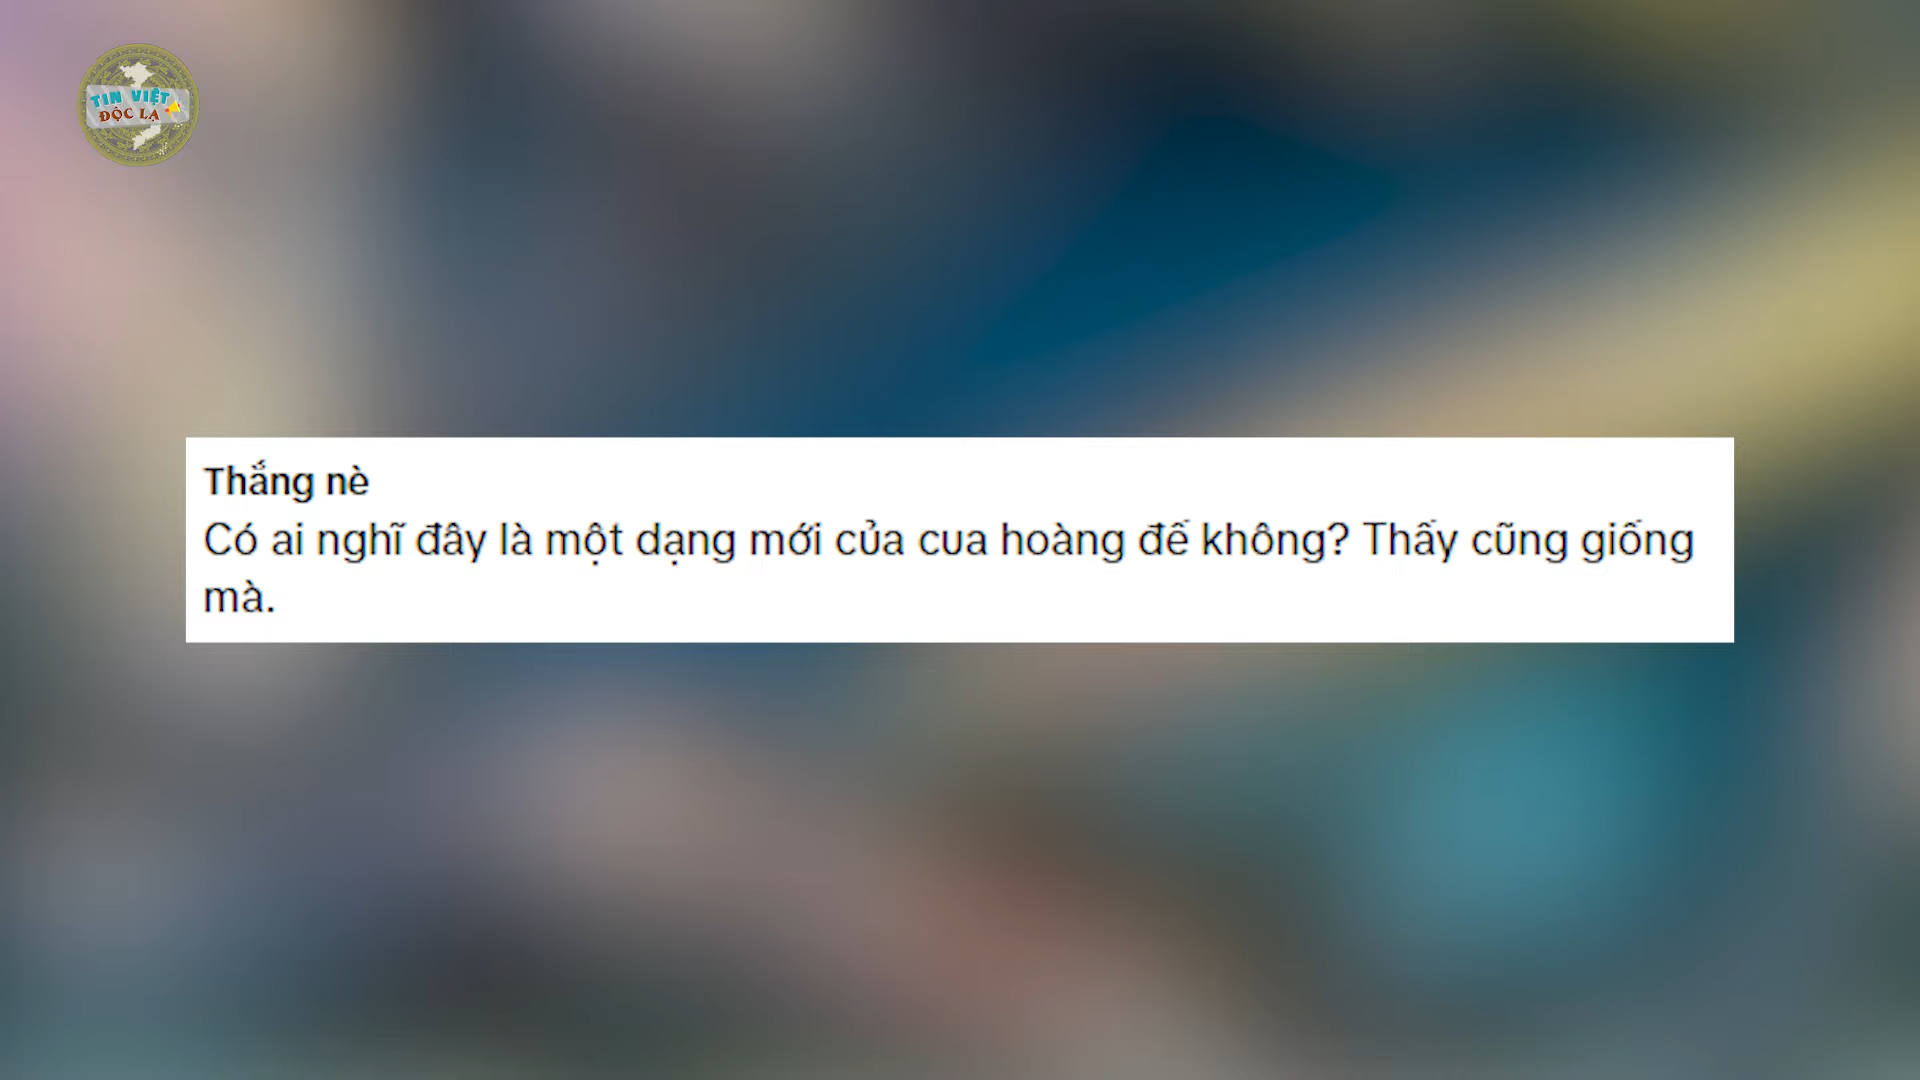 TIN VIỆT
ĐỘC LẠ
Thắng nè
Có ai nghĩ đây là một dạng mới của cua hoàng đế không? Thấy cũng giống
mà.